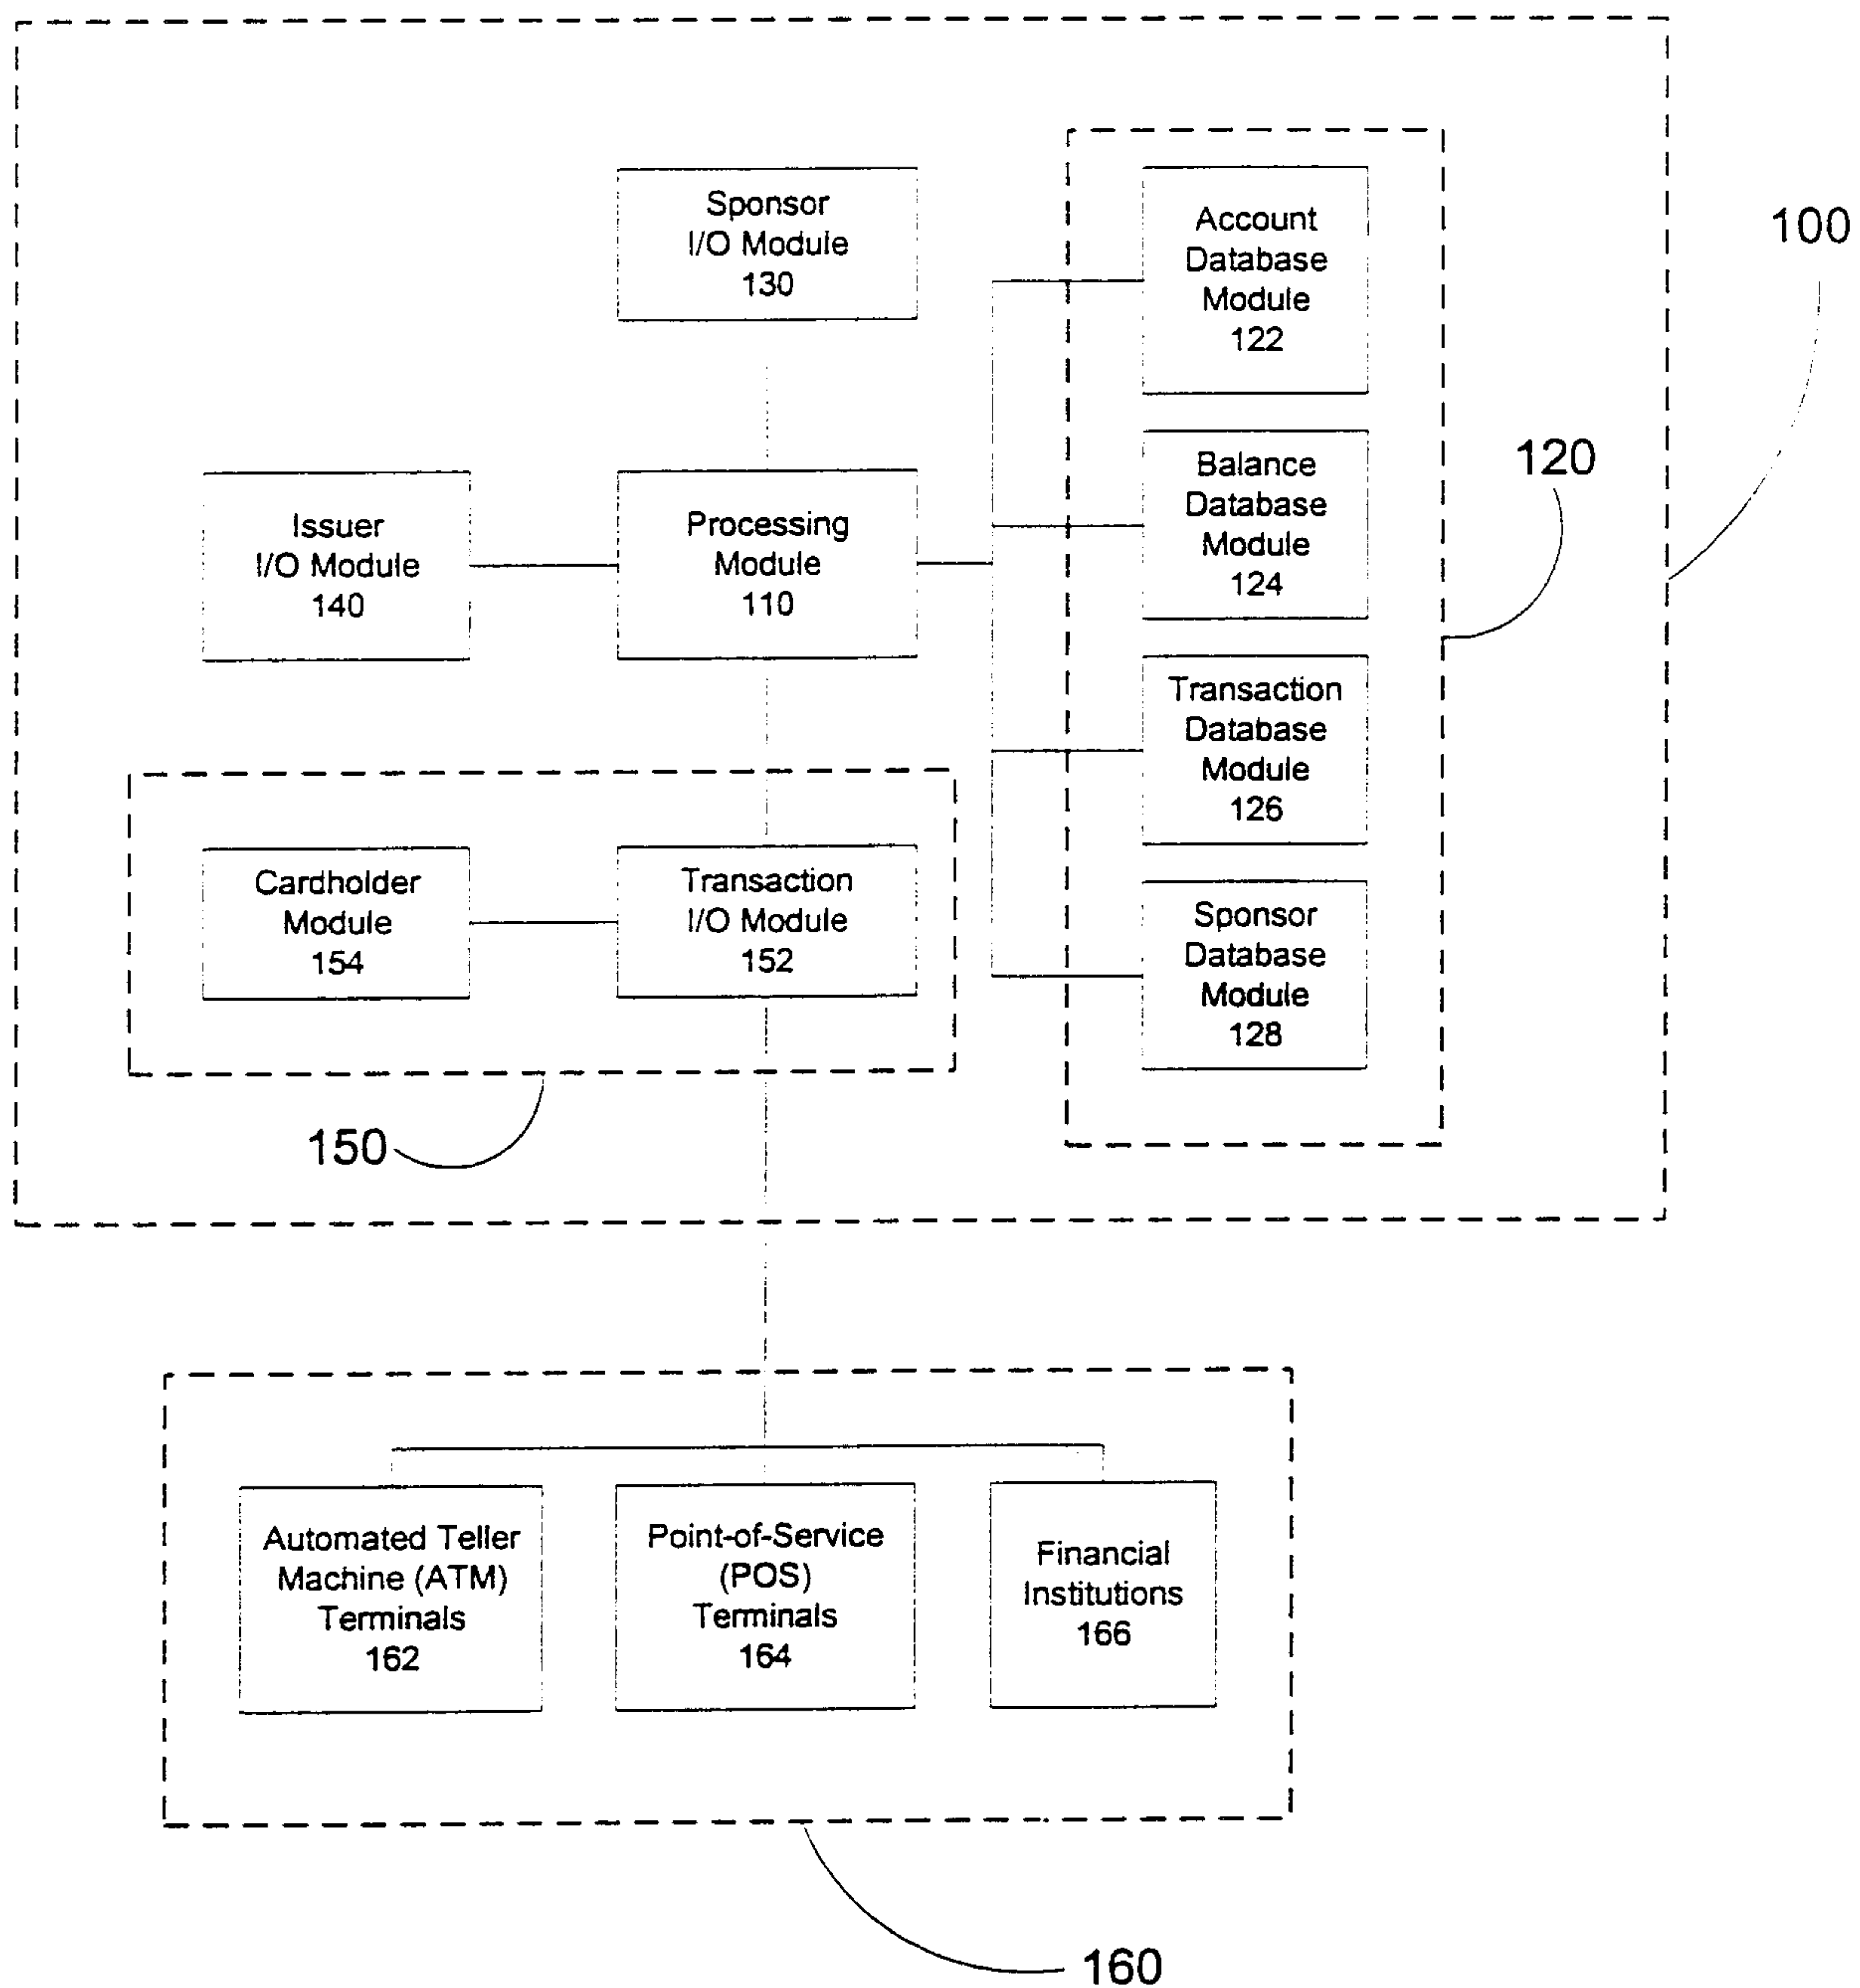 Sponsor
I/O Module
130
Account
Database
Module
122
100
Issuer
I/O Module
140
Processing
Module
110
Balance
Database
Module
124
120
Transaction
Database
Module
126
Cardholder
Module
154
Transaction
I/O Module
152
Sponsor
Database
Module
128
150
Automated Teller
Machine (ATM)
Terminals
162
Point-of-Service
(POS)
Terminals
164
Financial
Institutions
166
160